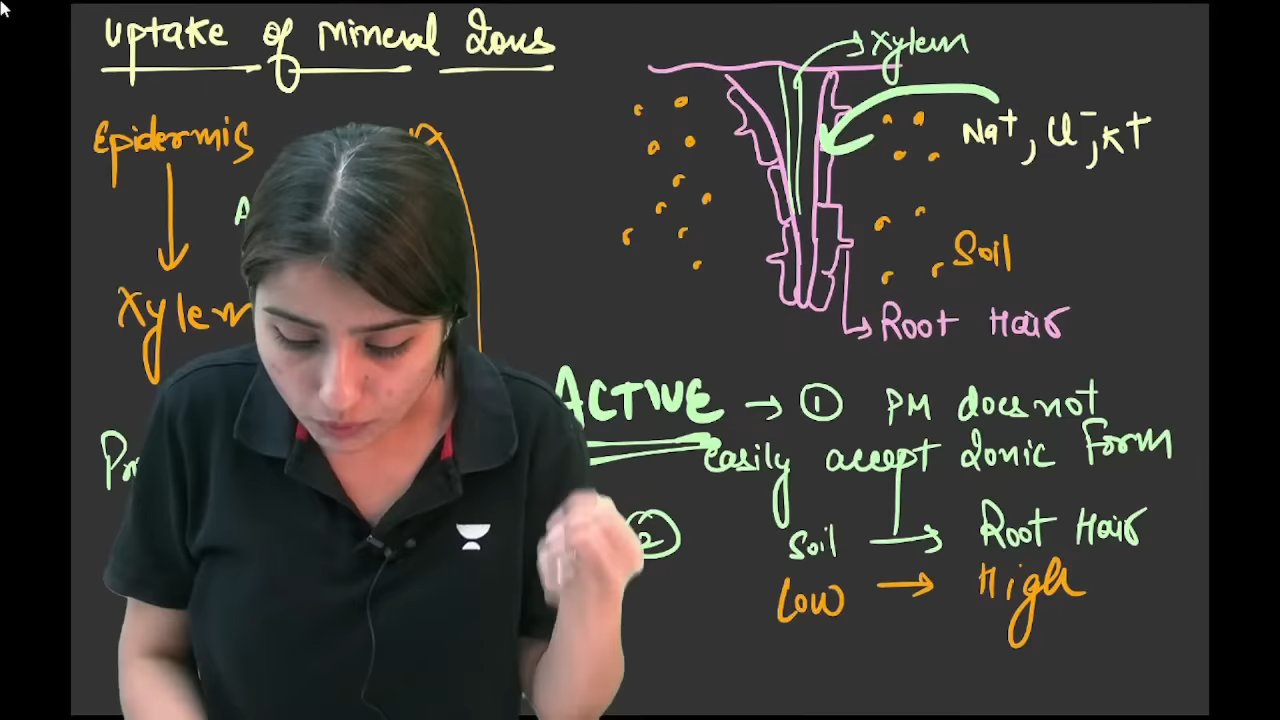 Uptake of Mineral Ions
Xylem
Epidermis
Na+, Cl-, K+
Soil
Xylem
Root Hair
ACTIVE → ① PM does not
easily accept Ionic Form
② Soil → Root Hair
Low → High